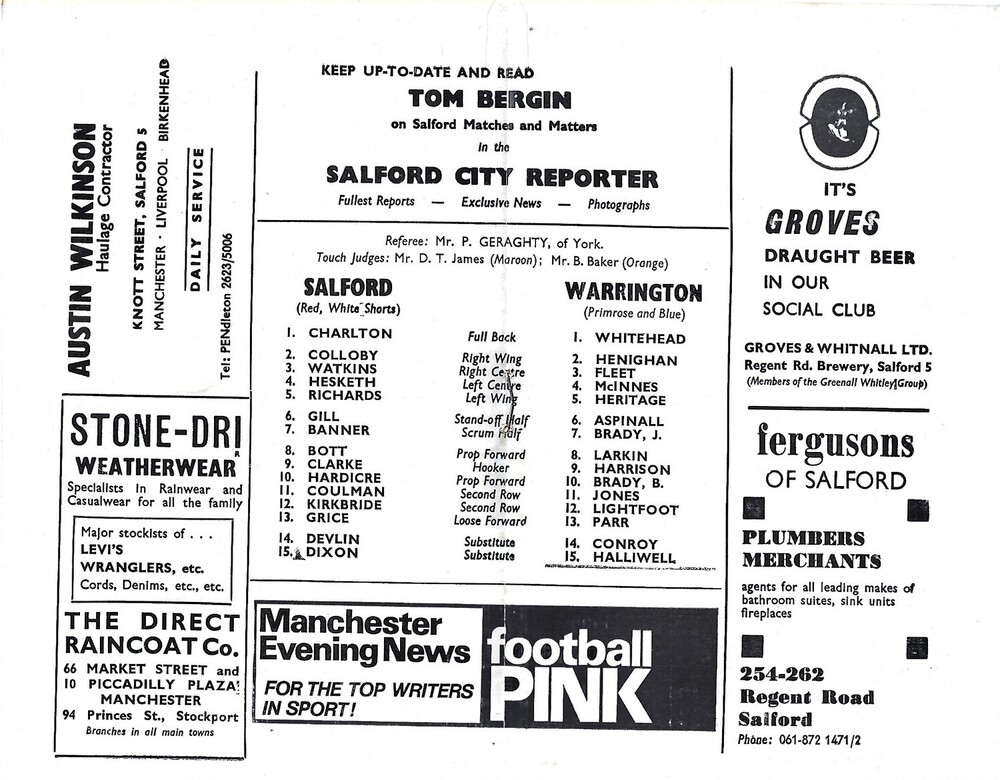 AUSTIN WILKINSON
Haulage Contractor
KNOTT STREET, SALFORD 5
MANCHESTER · LIVERPOOL · BIRKENHEAD
DAILY SERVICE
Tel: PENdleton 2623/5006
STONE-DRI
WEATHERWEAR
Specialists in Rainwear and
Casualwear for all the family
Major stockists of . . .
LEVI'S
WRANGLERS, etc.
Cords, Denims, etc., etc.
THE DIRECT
RAINCOAT Co.
66 MARKET STREET and
10 PICCADILLY PLAZA
MANCHESTER
94 Princes St., Stockport
Branches in all main towns
KEEP UP-TO-DATE AND READ
TOM BERGIN
on Salford Matches and Matters
in the
SALFORD CITY REPORTER
Fullest Reports — Exclusive News — Photographs
Referee: Mr. P. GERAGHTY, of York.
Touch Judges: Mr. D. T. James (Maroon); Mr. B. Baker (Orange)
SALFORD WARRINGTON
(Red, White Shorts) (Primrose and Blue)
1. CHARLTON Full Back 1. WHITEHEAD
2. COLLOBY Right Wing 2. HENIGHAN
3. WATKINS Right Centre 3. FLEET
4. HESKETH Left Centre 4. McINNES
5. RICHARDS Left Wing 5. HERITAGE
6. GILL Stand-off Half 6. ASPINALL
7. BANNER Scrum Half 7. BRADY, J.
8. BOTT Prop Forward 8. LARKIN
9. CLARKE Hooker 9. HARRISON
10. HARDICRE Prop Forward 10. BRADY, B.
11. COULMAN Second Row 11. JONES
12. KIRKBRIDE Second Row 12. LIGHTFOOT
13. GRICE Loose Forward 13. PARR
14. DEVLIN Substitute 14. CONROY
15. DIXON Substitute 15. HALLIWELL
Manchester
Evening News
FOR THE TOP WRITERS
IN SPORT!
football
PINK
IT'S
GROVES
DRAUGHT BEER
IN OUR
SOCIAL CLUB
GROVES & WHITNALL LTD.
Regent Rd. Brewery, Salford 5
(Members of the Greenall Whitley Group)
fergusons
OF SALFORD
PLUMBERS
MERCHANTS
agents for all leading makes of
bathroom suites, sink units
fireplaces
254-262
Regent Road
Salford
Phone: 061-872 1471/2